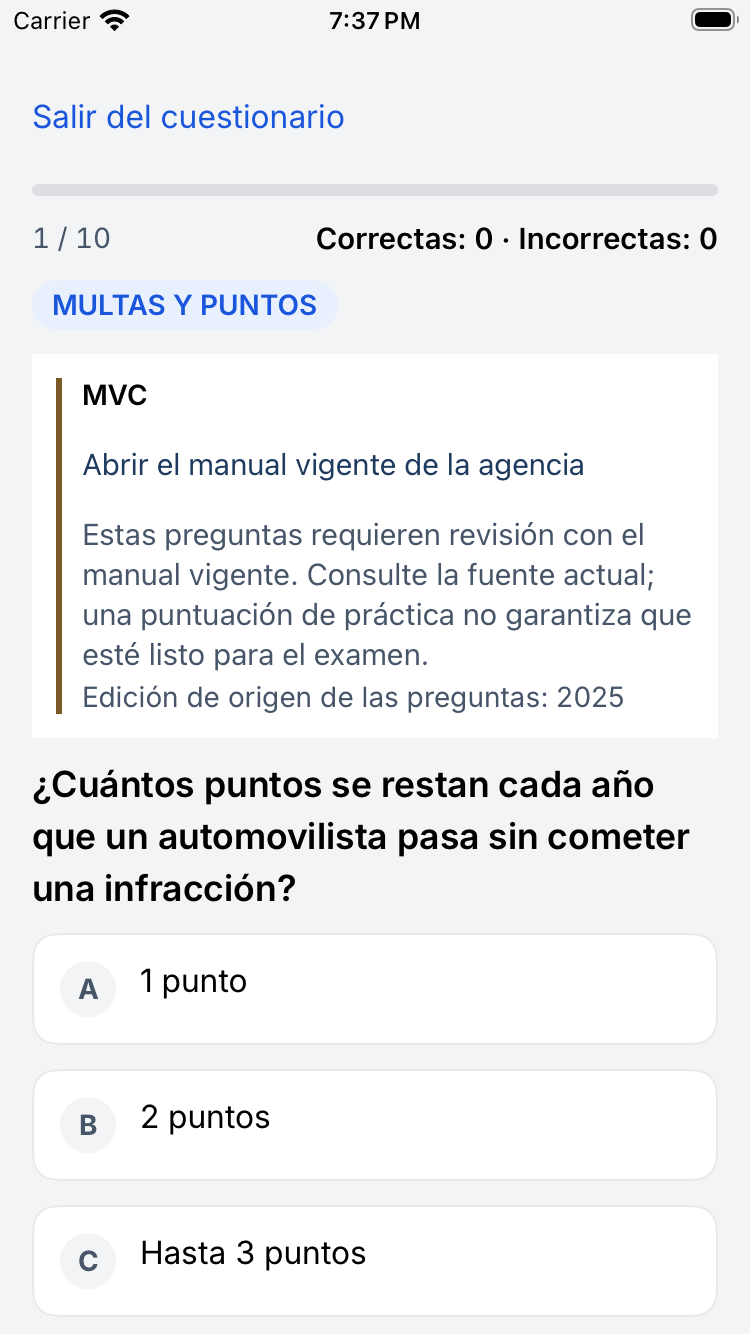 Carrier 7:37 PM
Salir del cuestionario
1 / 10 Correctas: 0 · Incorrectas: 0
MULTAS Y PUNTOS
MVC
Abrir el manual vigente de la agencia
Estas preguntas requieren revisión con el
manual vigente. Consulte la fuente actual;
una puntuación de práctica no garantiza que
esté listo para el examen.
Edición de origen de las preguntas: 2025
¿Cuántos puntos se restan cada año
que un automovilista pasa sin cometer
una infracción?
A 1 punto
B 2 puntos
C Hasta 3 puntos